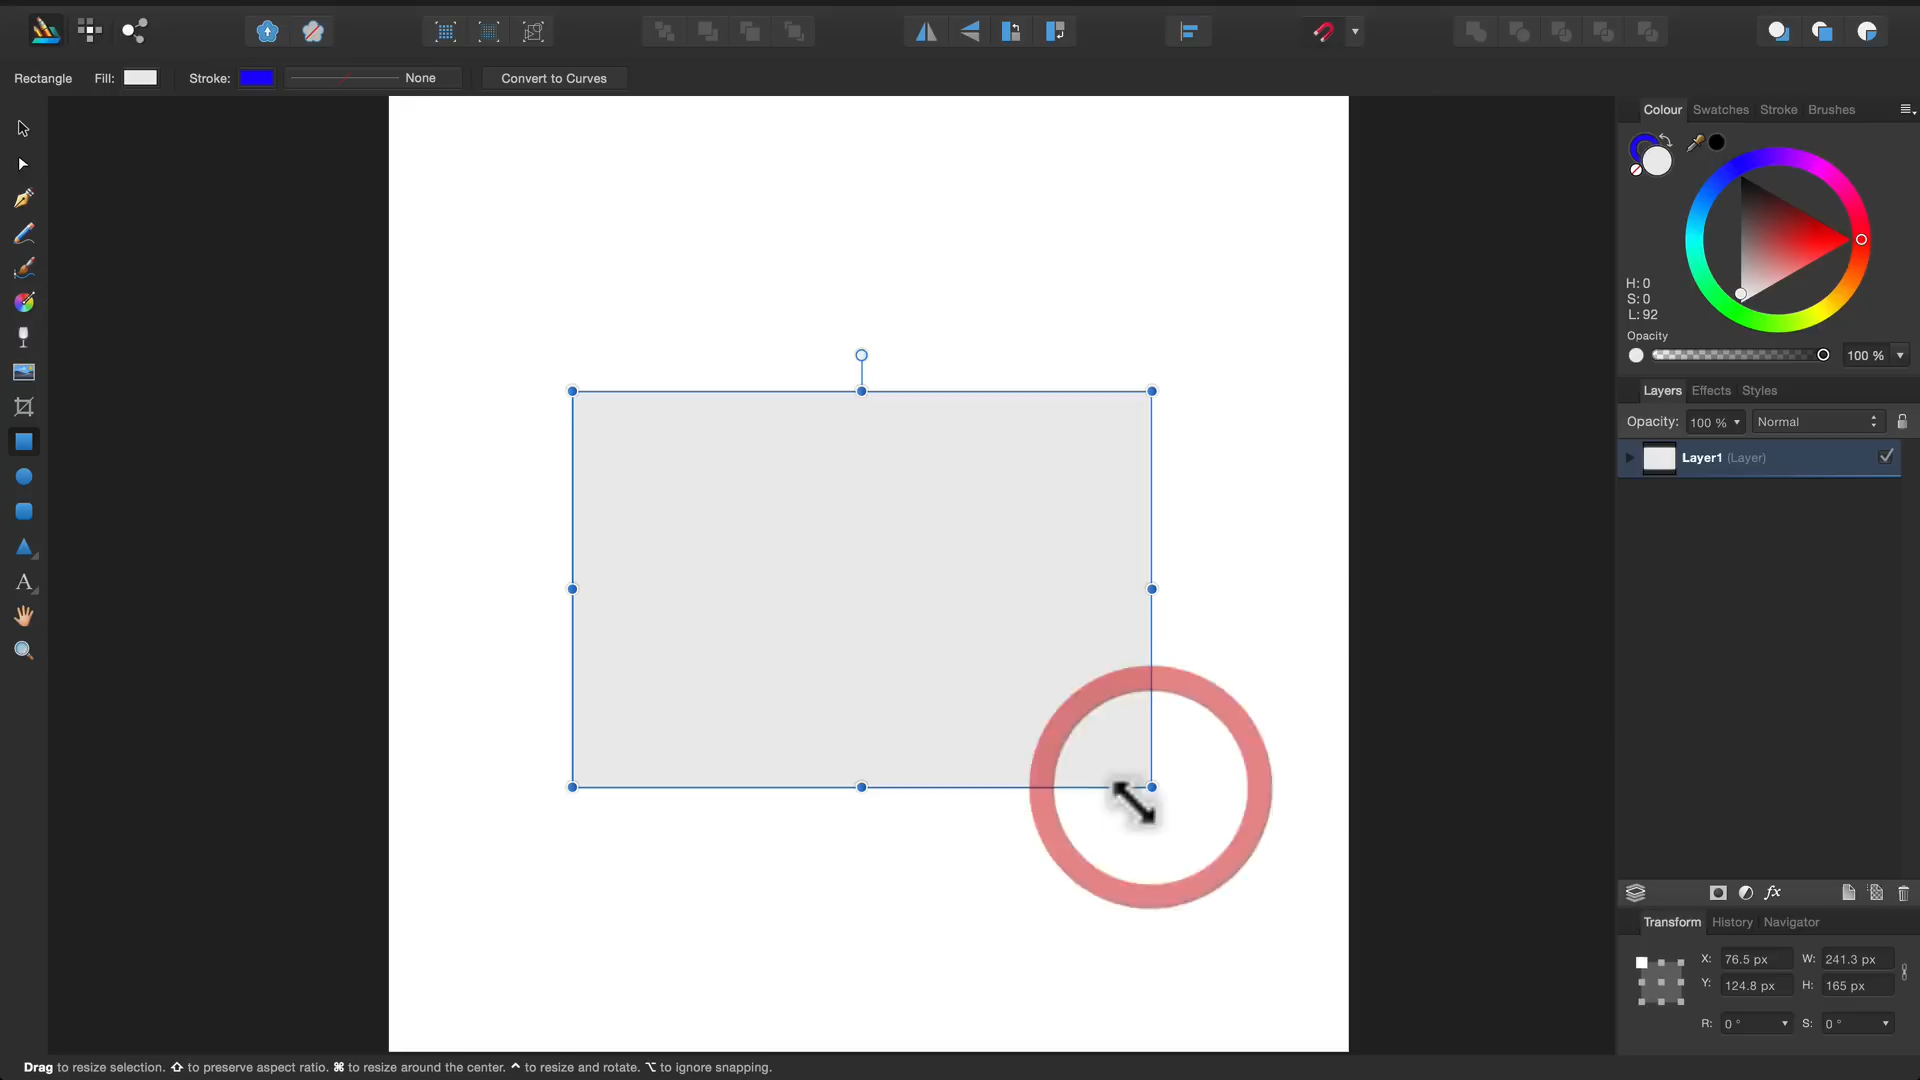 Rectangle Fill: Stroke: None Convert to Curves
Colour Swatches Stroke Brushes
H: 0
S: 0
L: 92
Opacity
100 %
Layers Effects Styles
Opacity: 100 % Normal
Layer1 (Layer)
fx
Transform History Navigator
X: 76.5 px W: 241.3 px
Y: 124.8 px H: 165 px
R: 0 ° S: 0 °
A
Drag to resize selection. ⇧ to preserve aspect ratio. ⌘ to resize around the center. ⌃ to resize and rotate. ⌥ to ignore snapping.